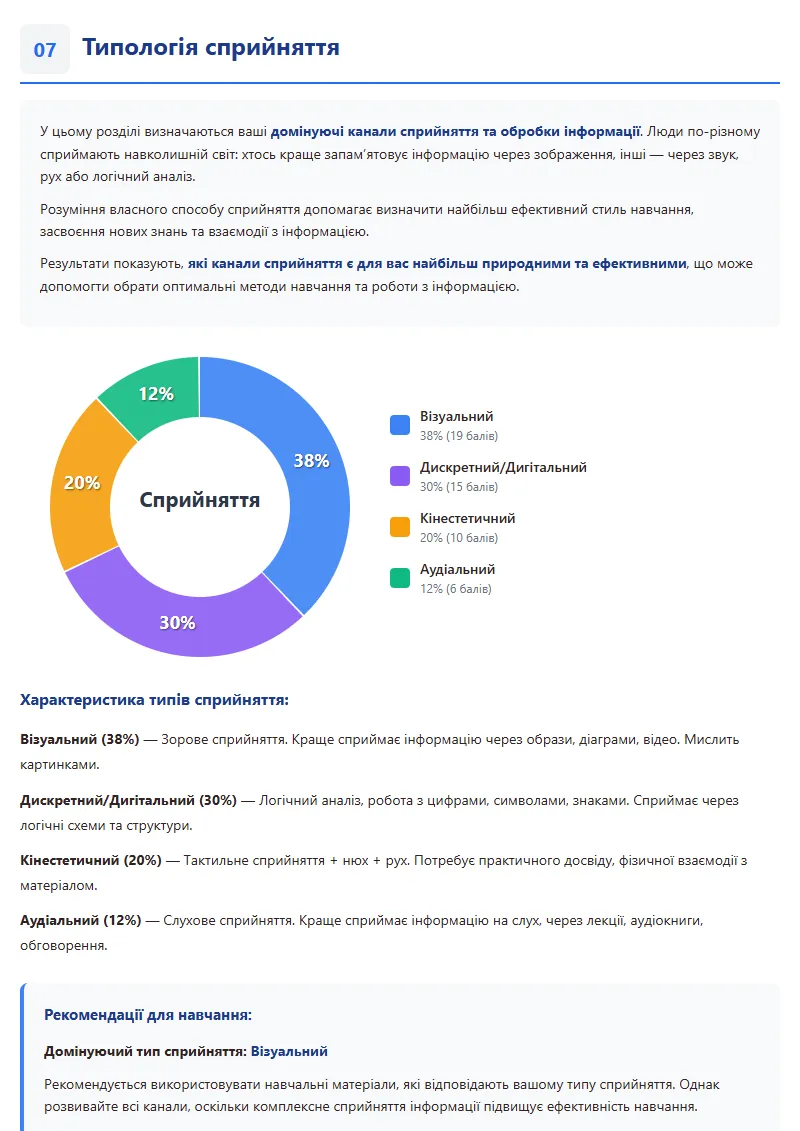 07
Типологія сприйняття
У цьому розділі визначаються ваші домінуючі канали сприйняття та обробки інформації. Люди по-різному
сприймають навколишній світ: хтось краще запам’ятовує інформацію через зображення, інші — через звук,
рух або логічний аналіз.
Розуміння власного способу сприйняття допомагає визначити найбільш ефективний стиль навчання,
засвоєння нових знань та взаємодії з інформацією.
Результати показують, які канали сприйняття є для вас найбільш природними та ефективними, що може
допомогти обрати оптимальні методи навчання та роботи з інформацією.
12%
38%
20%
Сприйняття
30%
Візуальний
38% (19 балів)
Дискретний/Дигітальний
30% (15 балів)
Кінестетичний
20% (10 балів)
Аудіальний
12% (6 балів)
Характеристика типів сприйняття:
Візуальний (38%) — Зорове сприйняття. Краще сприймає інформацію через образи, діаграми, відео. Мислить
картинками.
Дискретний/Дигітальний (30%) — Логічний аналіз, робота з цифрами, символами, знаками. Сприймає через
логічні схеми та структури.
Кінестетичний (20%) — Тактильне сприйняття + нюх + рух. Потребує практичного досвіду, фізичної взаємодії з
матеріалом.
Аудіальний (12%) — Слухове сприйняття. Краще сприймає інформацію на слух, через лекції, аудіокниги,
обговорення.
Рекомендації для навчання:
Домінуючий тип сприйняття: Візуальний
Рекомендується використовувати навчальні матеріали, які відповідають вашому типу сприйняття. Однак
розвивайте всі канали, оскільки комплексне сприйняття інформації підвищує ефективність навчання.